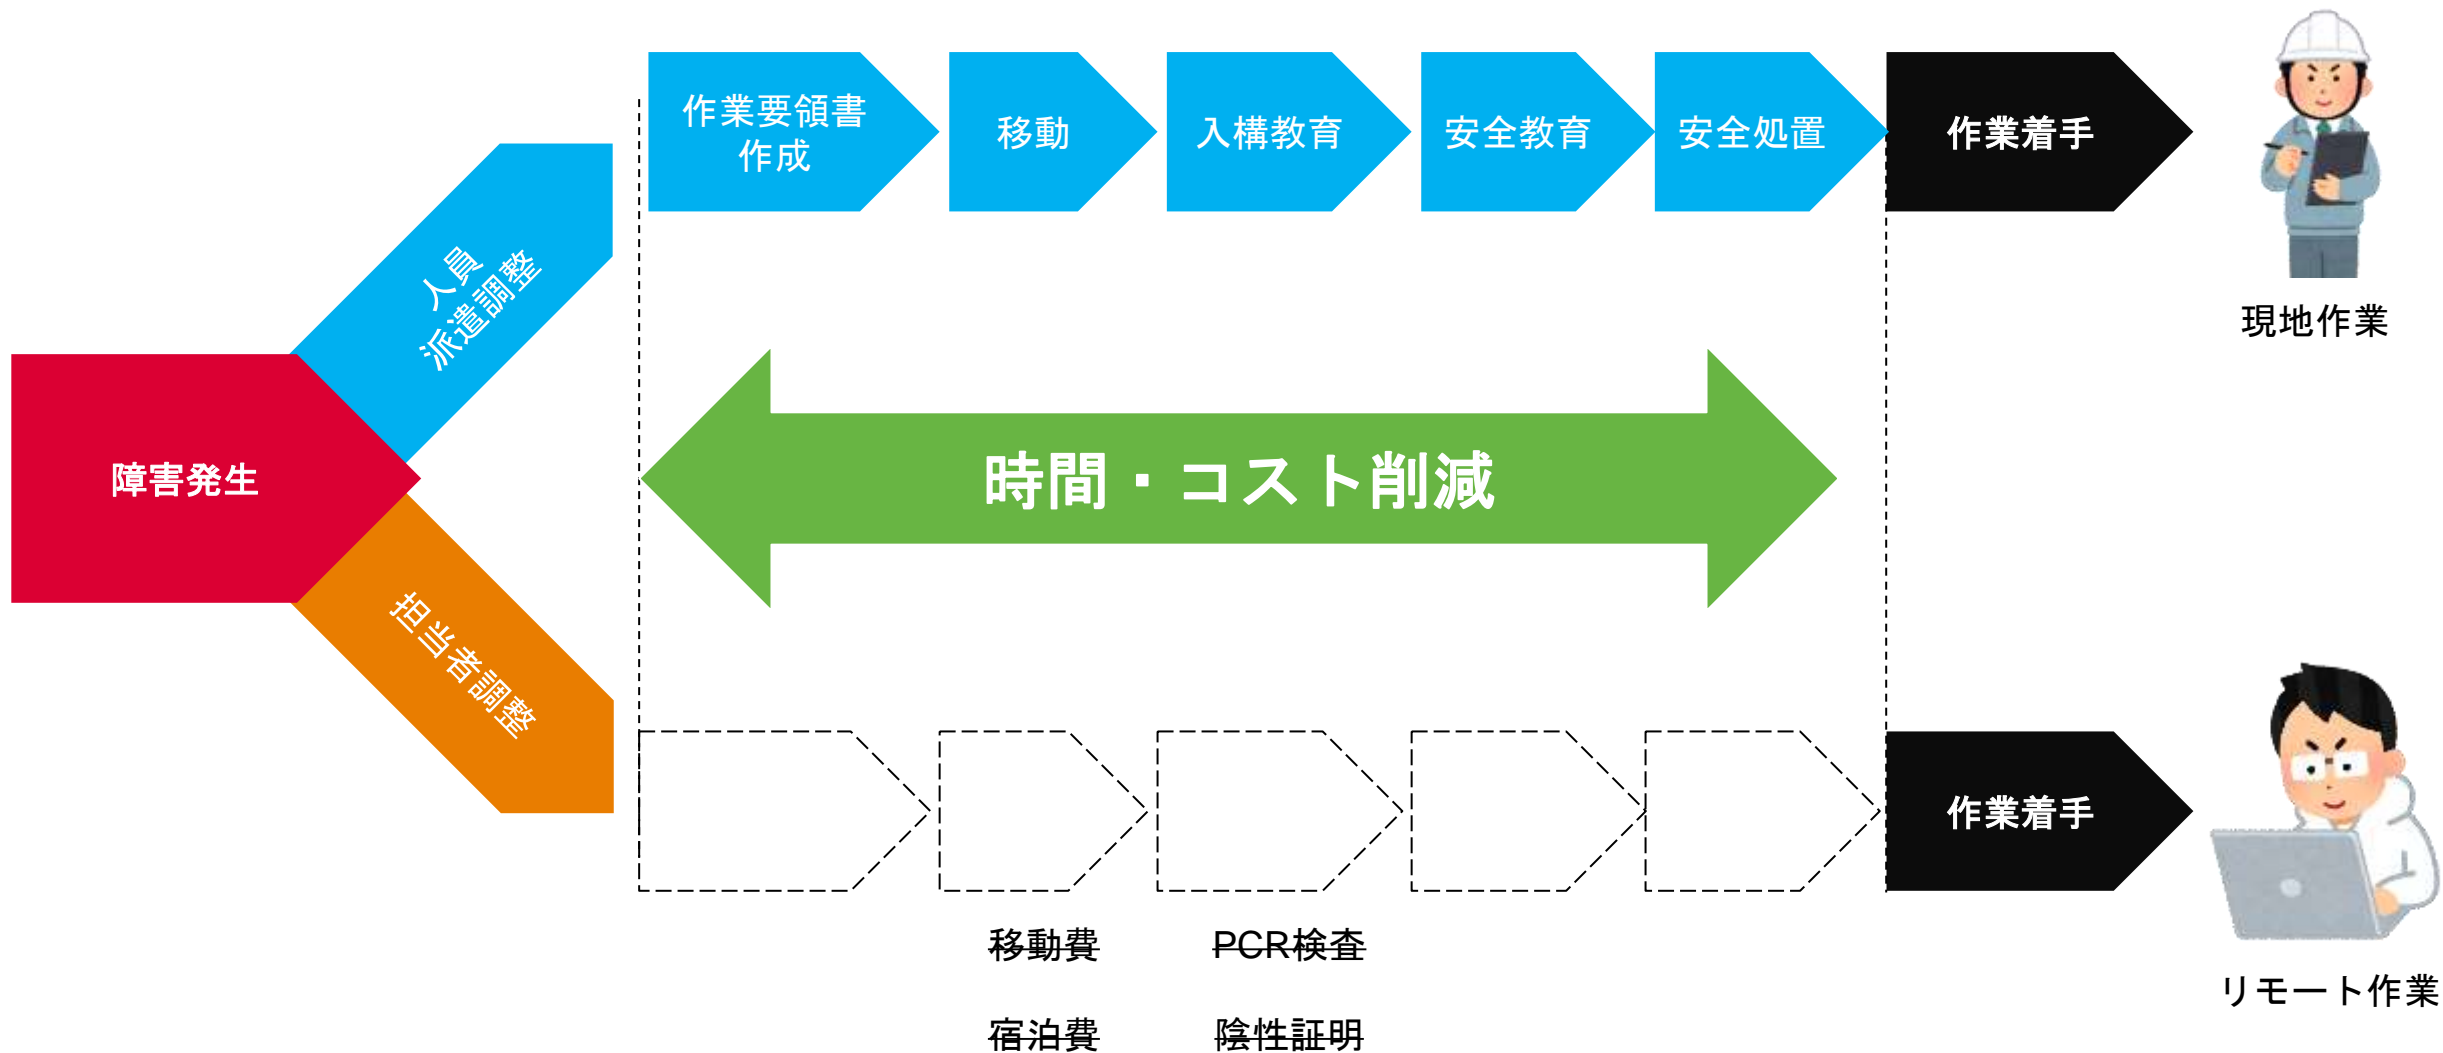 作業要領書
作成
移動
入構教育
安全教育
安全処置
作業着手
現地作業
人員
派遣調整
障害発生
時間・コスト削減
担当者調整
作業着手
リモート作業
移動費
PCR検査
宿泊費
陰性証明